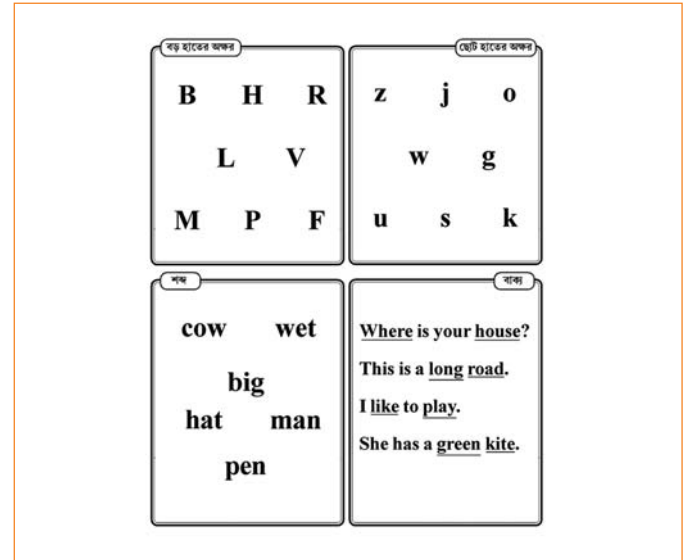 বড় হাতের অক্ষর
B H R
L V
M P F
ছোট হাতের অক্ষর
z j o
w g
u s k
শব্দ
cow wet
big
hat man
pen
বাক্য
Where is your house?
This is a long road.
I like to play.
She has a green kite.